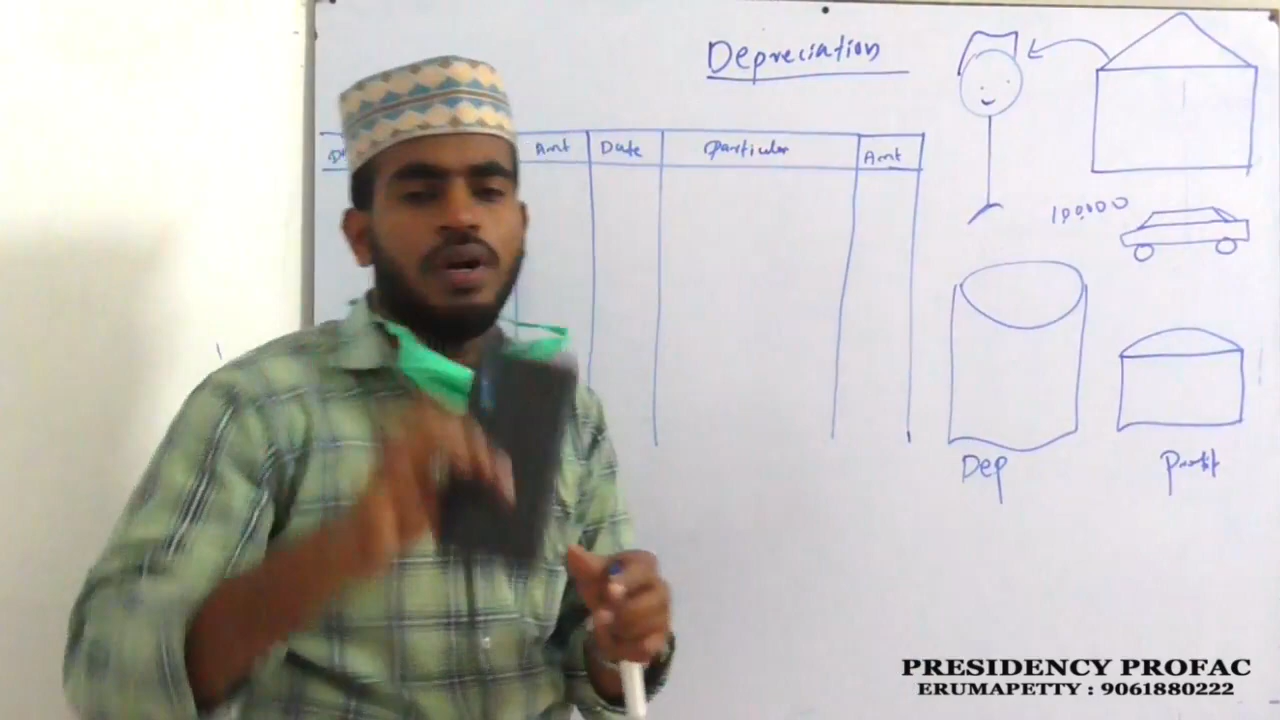 Depreciation
Amt Date Particular Amt
100000
Dep
Profit
PRESIDENCY PROFAC
ERUMAPETTY : 9061880222